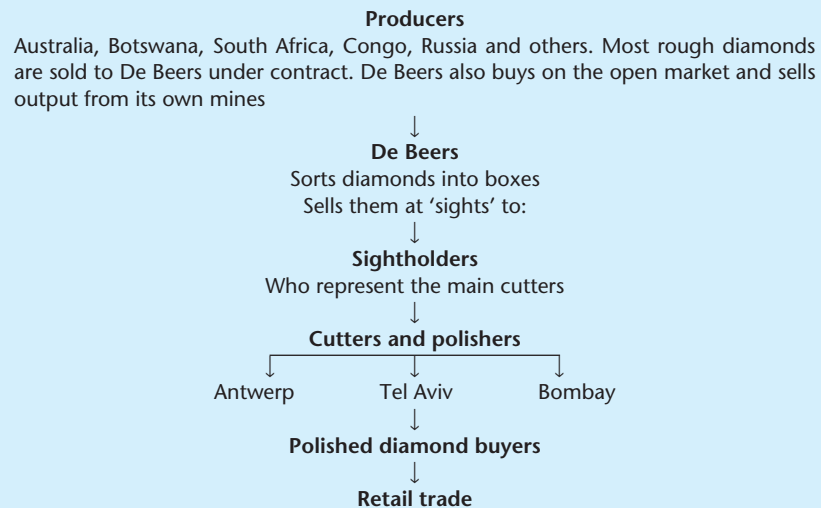 Producers
Australia, Botswana, South Africa, Congo, Russia and others. Most rough diamonds
are sold to De Beers under contract. De Beers also buys on the open market and sells
output from its own mines
De Beers
Sorts diamonds into boxes
Sells them at ‘sights’ to:
Sightholders
Who represent the main cutters
Cutters and polishers
Antwerp Tel Aviv Bombay
Polished diamond buyers
Retail trade